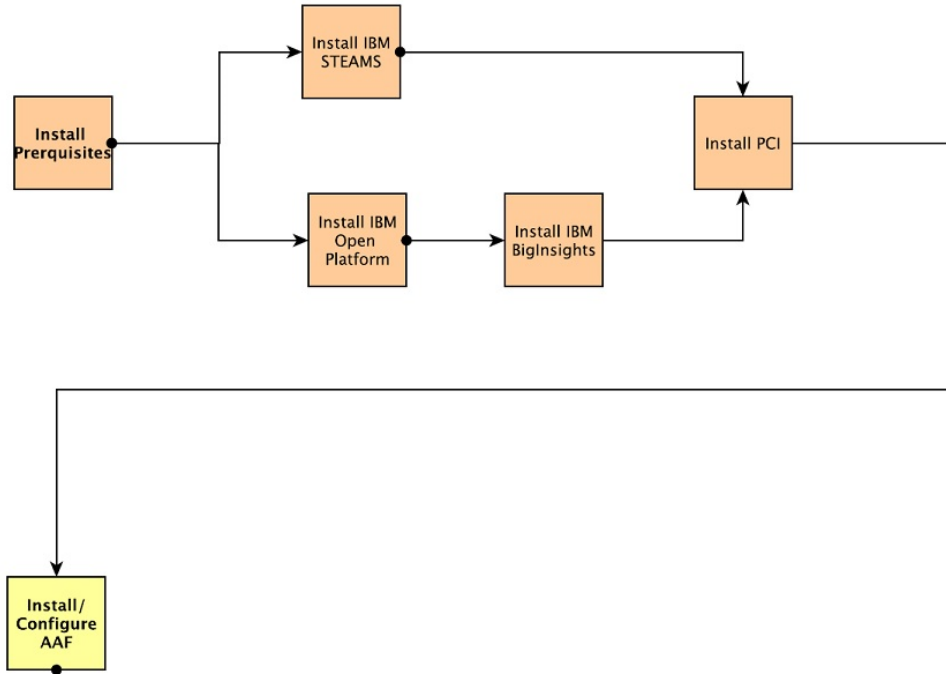 Install IBM
STEAMS
Install
Prerquisites
Install PCI
Install IBM
Open
Platform
Install IBM
BigInsights
Install/
Configure
AAF